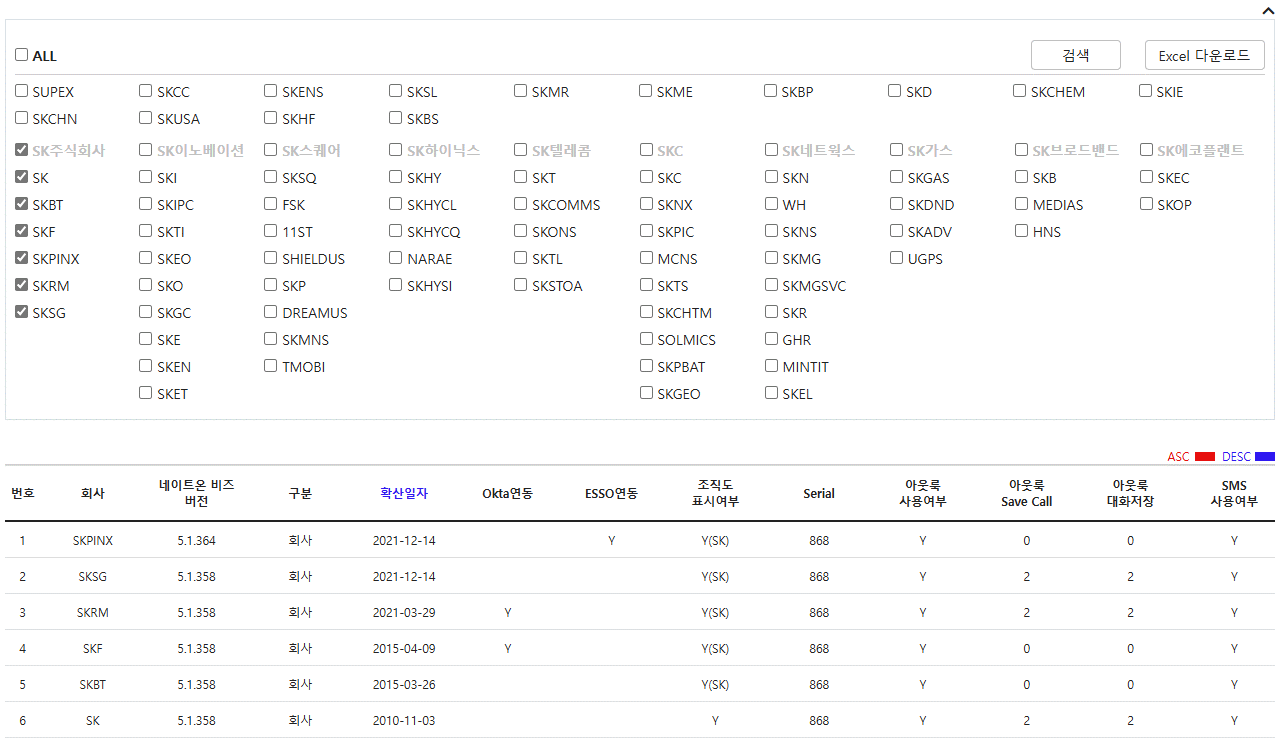 ALL 검색 Excel 다운로드
SUPEX SKCC SKENS SKSL SKMR SKME SKBP SKD SKCHEM SKIE
SKCHN SKUSA SKHF SKBS
SK주식회사 SK이노베이션 SK스퀘어 SK하이닉스 SK텔레콤 SKC SK네트웍스 SK가스 SK브로드밴드 SK에코플랜트
SK SKI SKSQ SKHY SKT SKC SKN SKGAS SKB SKEC
SKBT SKIPC FSK SKHYCL SKCOMMS SKNX WH SKDND MEDIAS SKOP
SKF SKTI 11ST SKHYCQ SKONS SKPIC SKNS SKADV HNS
SKPINX SKEO SHIELDUS NARAE SKTL MCNS SKMG UGPS
SKRM SKO SKP SKHYSI SKSTOA SKTS SKMGSVC
SKSG SKGC DREAMUS SKCHTM SKR
SKE SKMNS SOLMICS GHR
SKEN TMOBI SKPBAT MINTIT
SKET SKGEO SKEL
ASC DESC
번호 회사 네이트온 비즈 버전 구분 확산일자 Okta연동 ESSO연동 조직도 표시여부 Serial 아웃룩 사용여부 아웃룩 Save Call 아웃룩 대화저장 SMS 사용여부
1 SKPINX 5.1.364 회사 2021-12-14 Y Y(SK) 868 Y 0 0 Y
2 SKSG 5.1.358 회사 2021-12-14 Y(SK) 868 Y 2 2 Y
3 SKRM 5.1.358 회사 2021-03-29 Y Y(SK) 868 Y 2 2 Y
4 SKF 5.1.358 회사 2015-04-09 Y Y(SK) 868 Y 0 0 Y
5 SKBT 5.1.358 회사 2015-03-26 Y(SK) 868 Y 0 0 Y
6 SK 5.1.358 회사 2010-11-03 Y 868 Y 2 2 Y